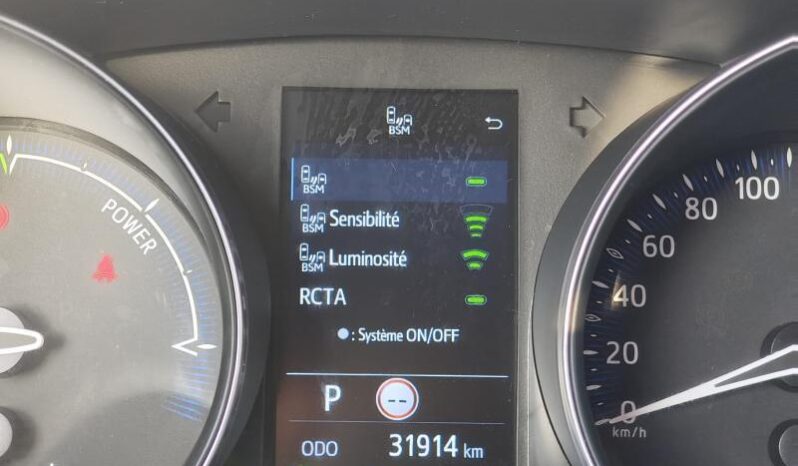 BSM
BSM
BSM Sensibilité
BSM Luminosité
RCTA
: Système ON/OFF
P --
ODO 31914 km
POWER
100
80
60
40
20
0
km/h